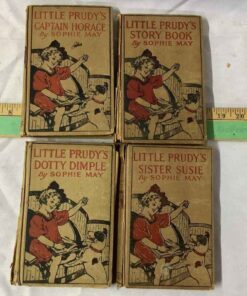 LITTLE PRUDY'S
CAPTAIN HORACE
By SOPHIE MAY
LITTLE PRUDY'S
STORY BOOK
By SOPHIE MAY
LITTLE PRUDY'S
DOTTY DIMPLE
By SOPHIE MAY
LITTLE PRUDY'S
SISTER SUSIE
By SOPHIE MAY